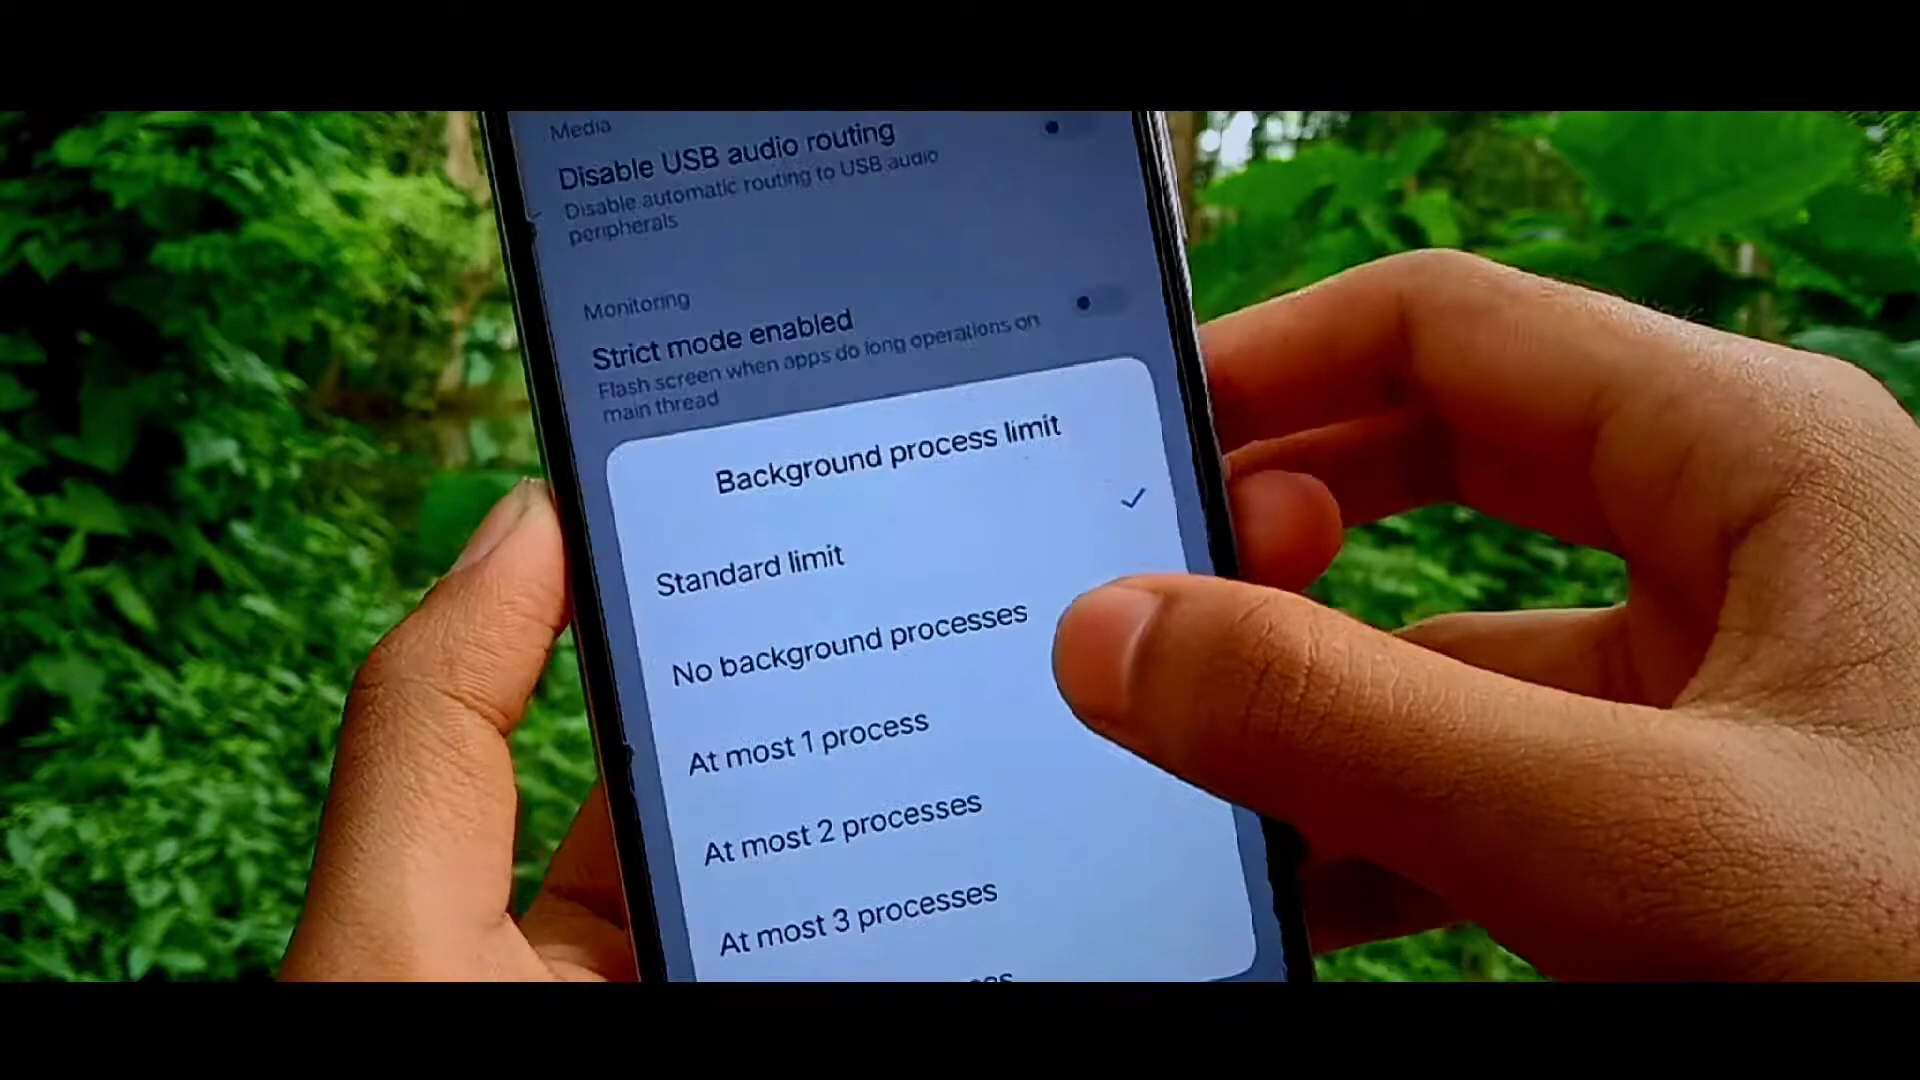 Media
Disable USB audio routing
Disable automatic routing to USB audio
peripherals
Monitoring
Strict mode enabled
Flash screen when apps do long operations on
main thread
Background process limit
Standard limit
No background processes
At most 1 process
At most 2 processes
At most 3 processes